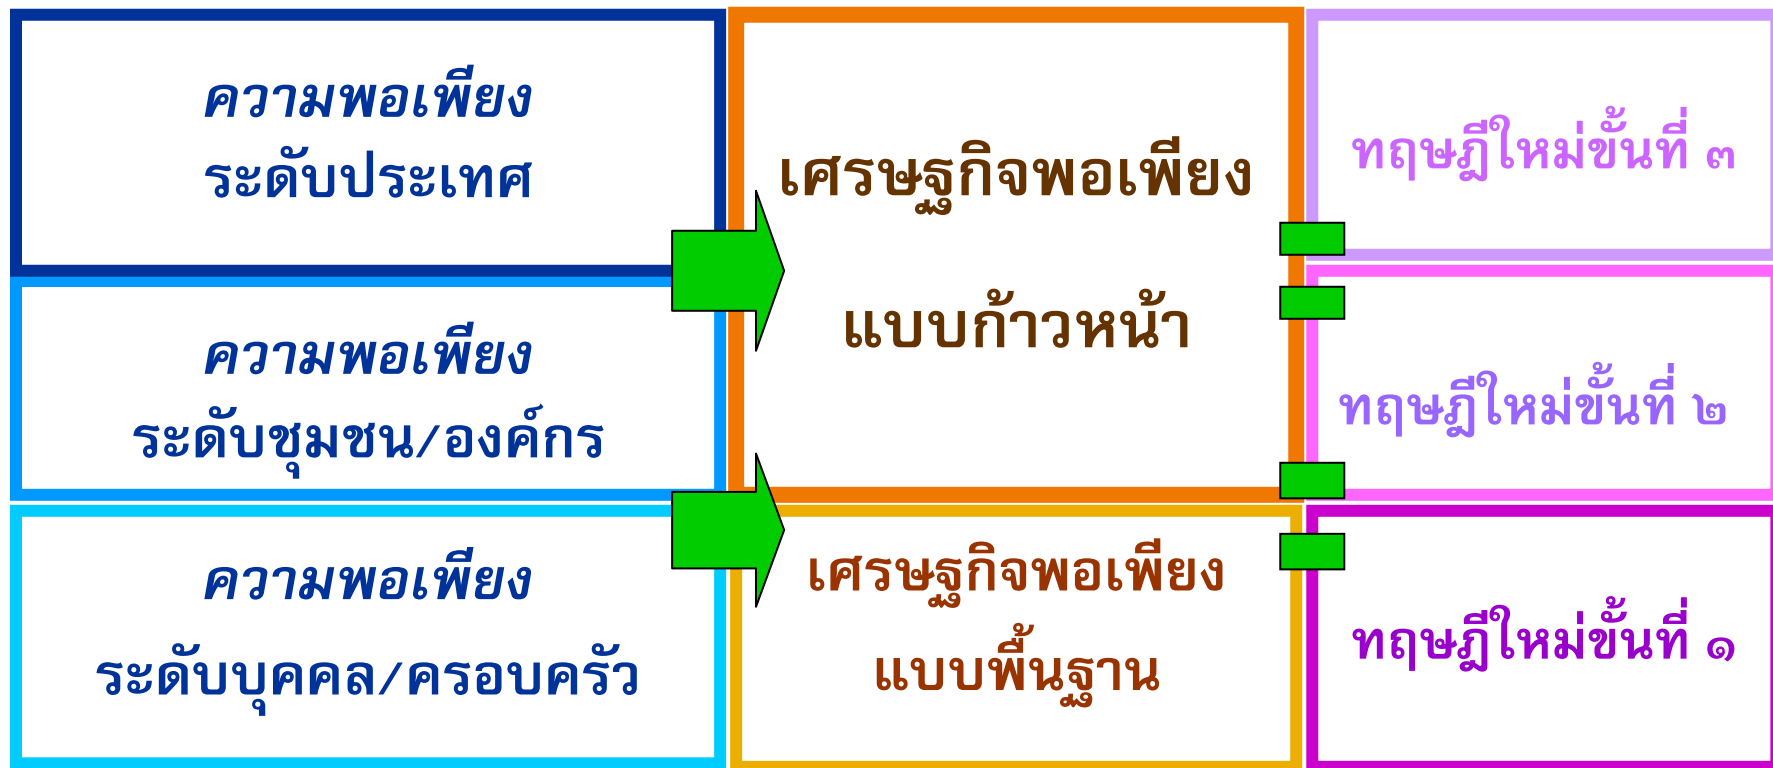 ความพอเพียง
ระดับประเทศ
ความพอเพียง
ระดับชุมชน/องค์กร
ความพอเพียง
ระดับบุคคล/ครอบครัว
เศรษฐกิจพอเพียง
แบบก้าวหน้า
เศรษฐกิจพอเพียง
แบบพื้นฐาน
ทฤษฎีใหม่ขั้นที่ ๓
ทฤษฎีใหม่ขั้นที่ ๒
ทฤษฎีใหม่ขั้นที่ ๑